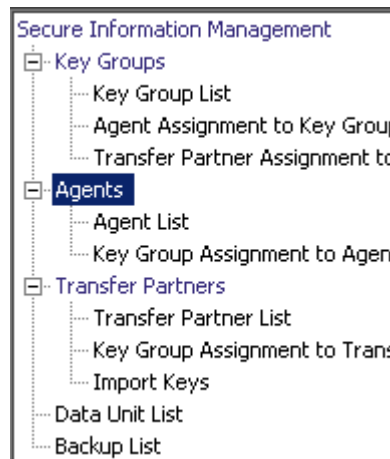 Secure Information Management
Key Groups
Key Group List
Agent Assignment to Key Grou
Transfer Partner Assignment to
Agents
Agent List
Key Group Assignment to Agen
Transfer Partners
Transfer Partner List
Key Group Assignment to Trans
Import Keys
Data Unit List
Backup List